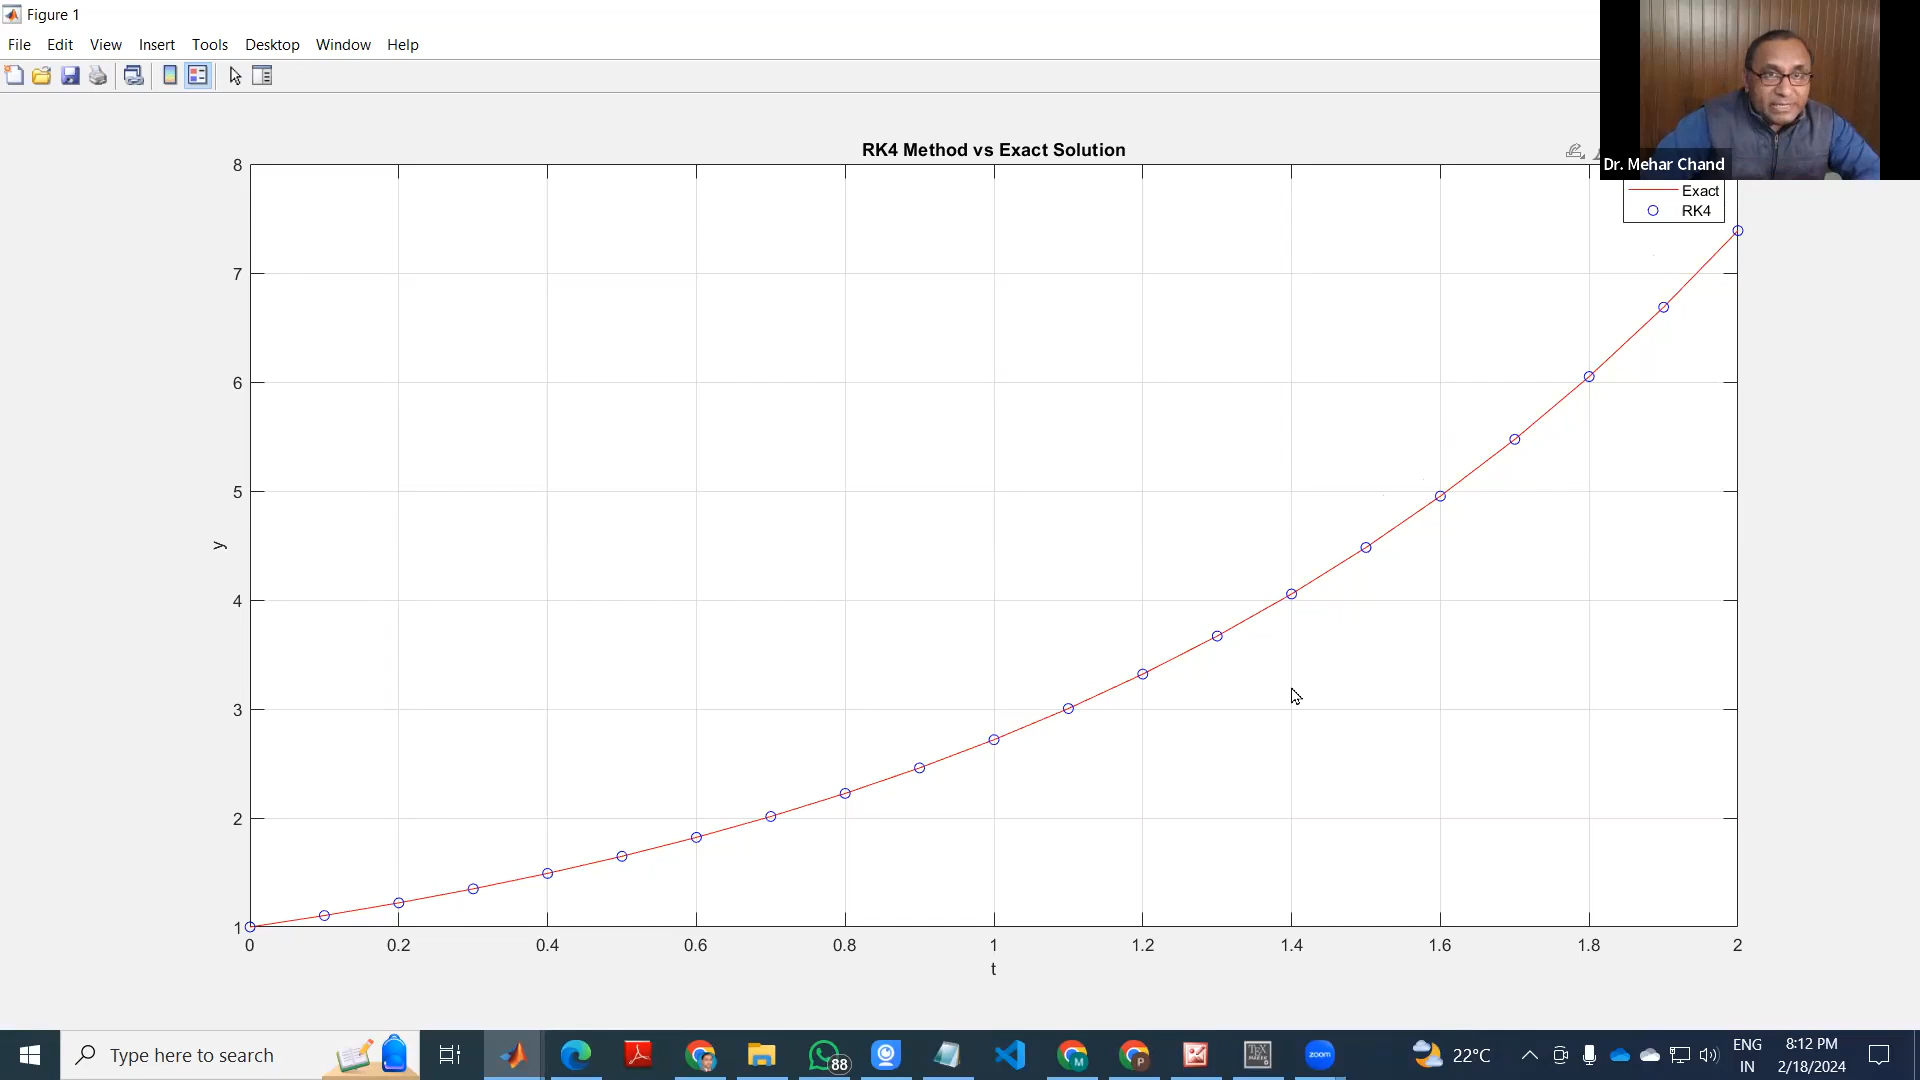 Figure 1
File Edit View Insert Tools Desktop Window Help
Dr. Mehar Chand
RK4 Method vs Exact Solution
Exact
RK4
8
7
6
5
4
3
2
1
y
0 0.2 0.4 0.6 0.8 1 1.2 1.4 1.6 1.8 2
t
Type here to search
88
M
P
TEX
MAKER
zoom
22°C
ENG
IN
8:12 PM
2/18/2024